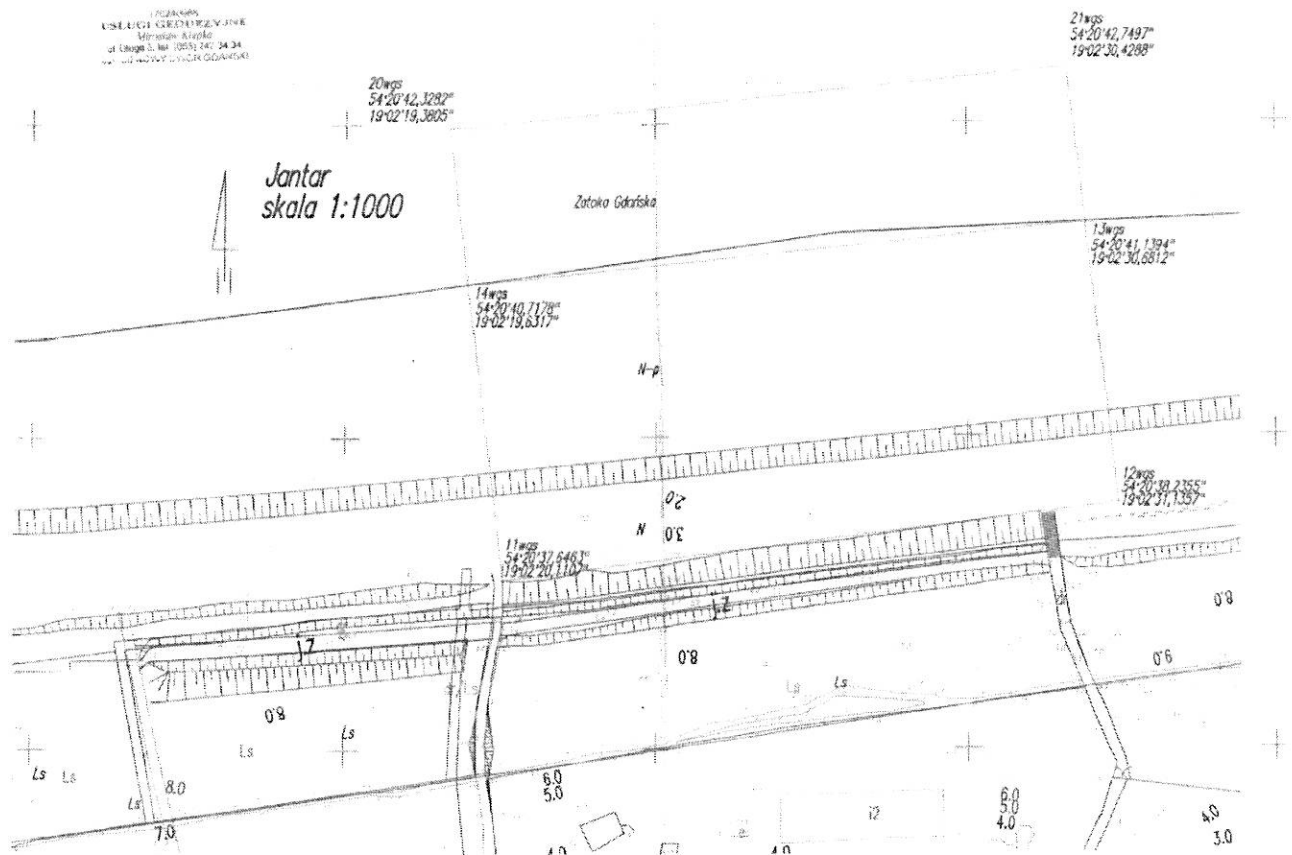 USŁUGI GEODEZYJNE
21wgs
54°20'42,7497"
19°02'30,4288"
20wgs
54°20'42,3282"
19°02'19,3805"
Jantar
skala 1:1000
Zatoka Gdańska
13wgs
54°20'41,1394"
19°02'30,6812"
14wgs
54°20'40,7178"
19°02'19,6317"
N-p
12wgs
54°20'38,2355"
19°02'31,1357"
2.0
N
3.0
11wgs
54°20'37,6463"
19°02'20,1102"
8.0
8.0
9.0
Ls
Ls
8.0
Ls
Ls
Ls
Ls
8.0
Ls
7.0
6.0
5.0
6.0
5.0
4.0
i2
4.0
3.0
4.0
4.0